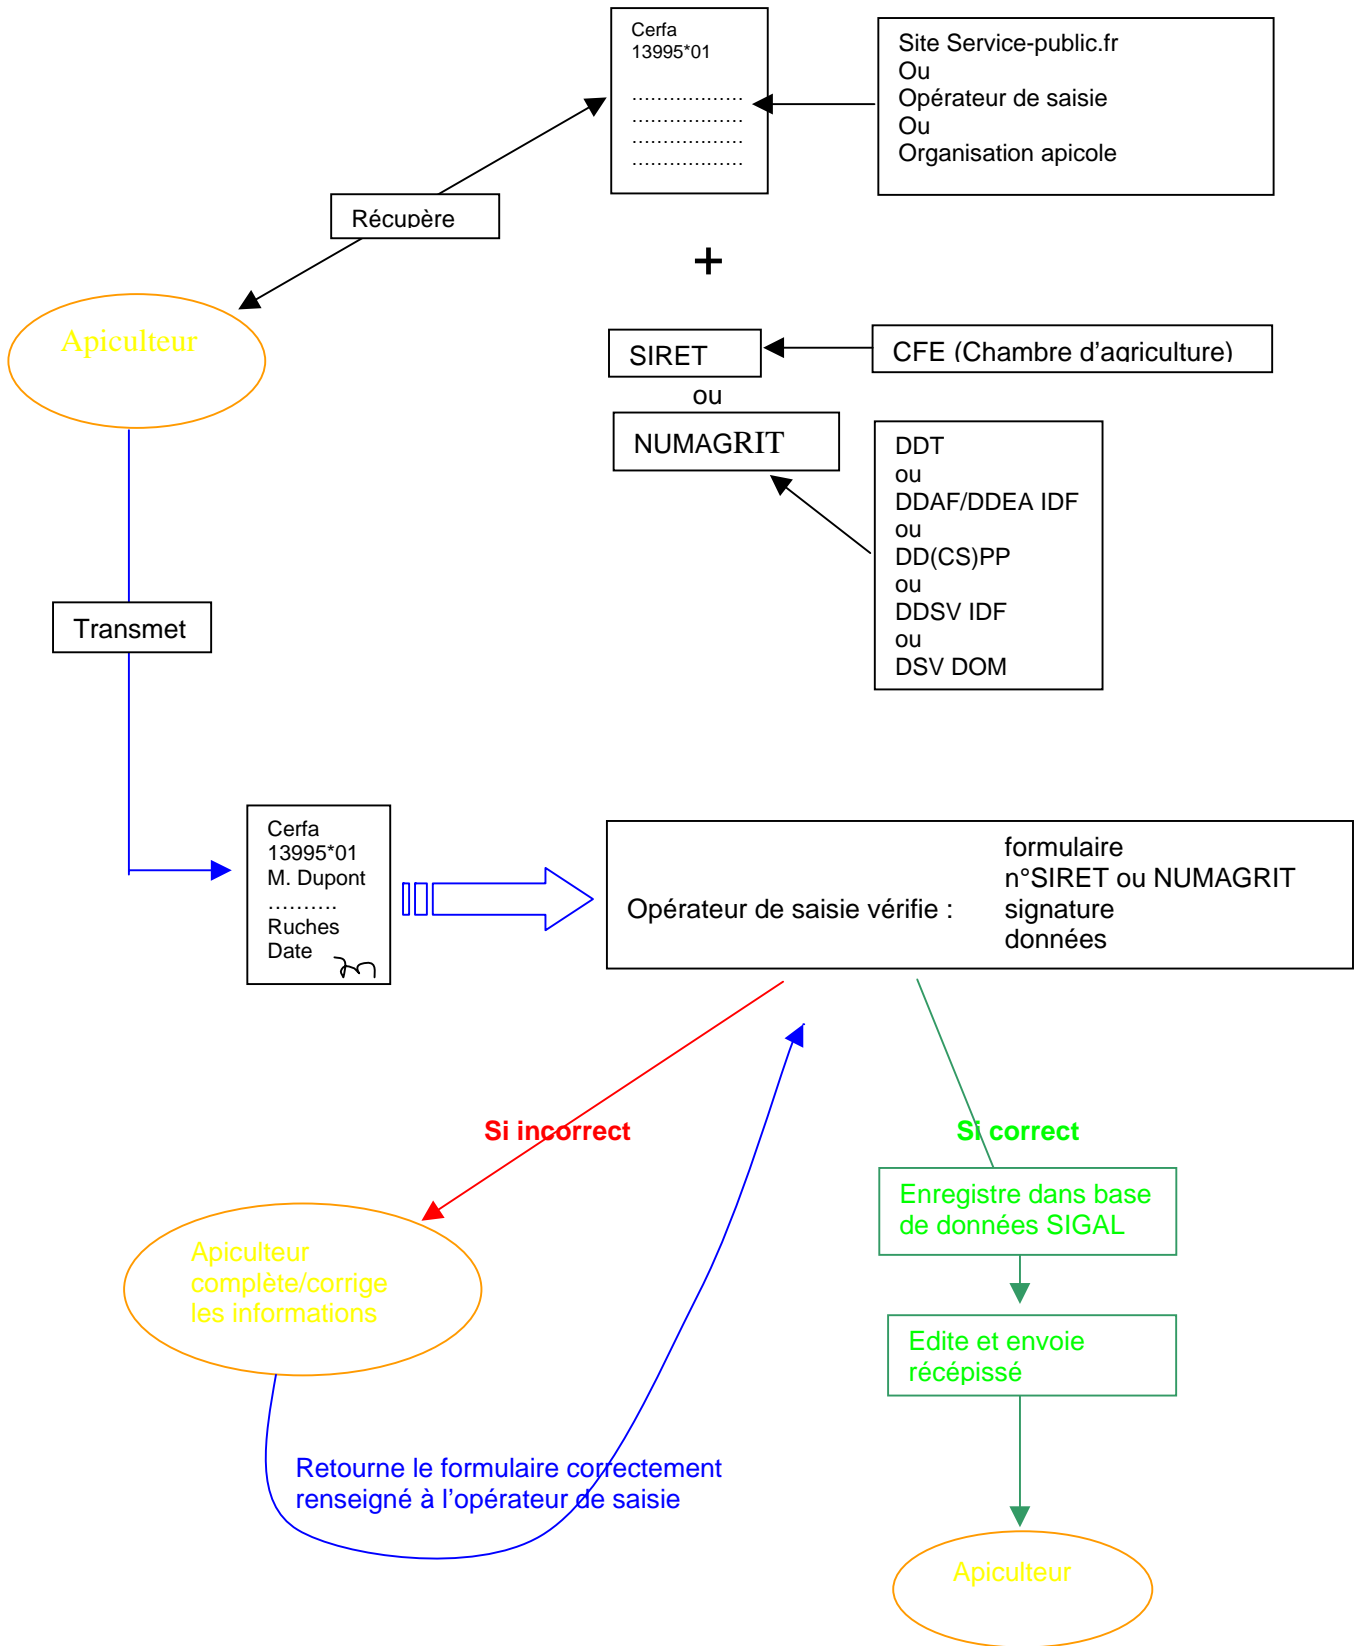 Cerfa
13995*01
………………
………………
………………
………………
Site Service-public.fr
Ou
Opérateur de saisie
Ou
Organisation apicole
Récupère
+
Apiculteur
SIRET
CFE (Chambre d’agriculture)
ou
NUMAGRIT
DDT
ou
DDAF/DDEA IDF
ou
DD(CS)PP
ou
DDSV IDF
ou
DSV DOM
Transmet
Cerfa
13995*01
M. Dupont
……….
Ruches
Date
Opérateur de saisie vérifie :
formulaire
n°SIRET ou NUMAGRIT
signature
données
Si incorrect
Si correct
Enregistre dans base
de données SIGAL
Apiculteur
complète/corrige
les informations
Edite et envoie
récépissé
Retourne le formulaire correctement
renseigné à l’opérateur de saisie
Apiculteur